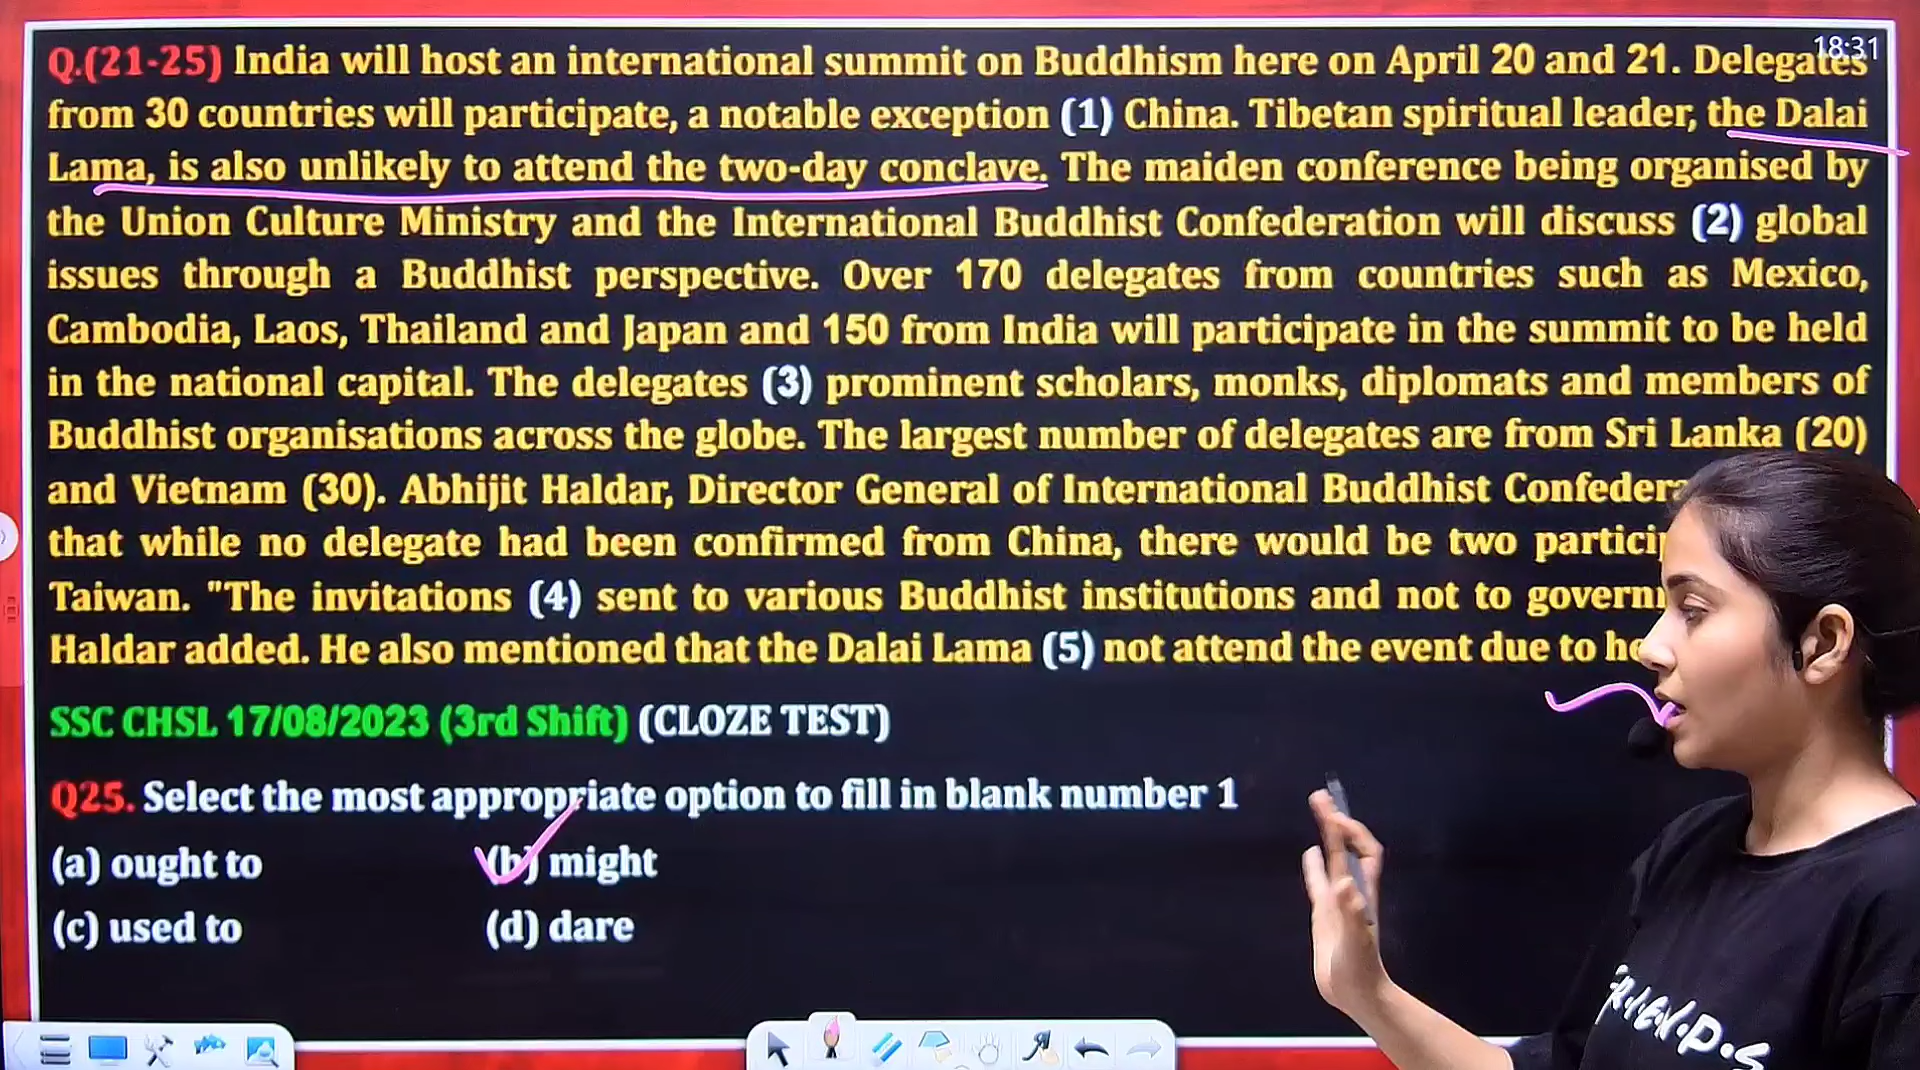 18:31
Q.(21-25) India will host an international summit on Buddhism here on April 20 and 21. Delegates
from 30 countries will participate, a notable exception (1) China. Tibetan spiritual leader, the Dalai
Lama, is also unlikely to attend the two-day conclave. The maiden conference being organised by
the Union Culture Ministry and the International Buddhist Confederation will discuss (2) global
issues through a Buddhist perspective. Over 170 delegates from countries such as Mexico,
Cambodia, Laos, Thailand and Japan and 150 from India will participate in the summit to be held
in the national capital. The delegates (3) prominent scholars, monks, diplomats and members of
Buddhist organisations across the globe. The largest number of delegates are from Sri Lanka (20)
and Vietnam (30). Abhijit Haldar, Director General of International Buddhist
that while no delegate had been confirmed from China, there would be two
Taiwan. "The invitations (4) sent to various Buddhist institutions and not to
Haldar added. He also mentioned that the Dalai Lama (5) not attend the event due to
SSC CHSL 17/08/2023 (3rd Shift) (CLOZE TEST)
Q25. Select the most appropriate option to fill in blank number 1
(a) ought to (b) might
(c) used to (d) dare
F.R.I.E.N.D.S